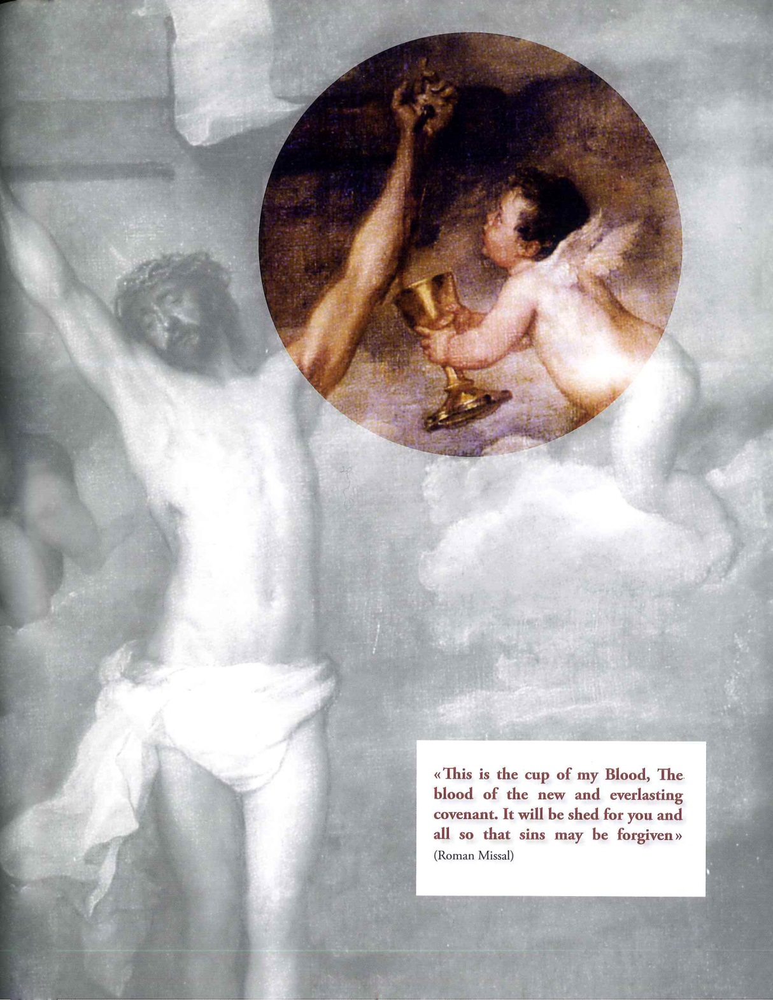 «This is the cup of my Blood, The
blood of the new and everlasting
covenant. It will be shed for you and
all so that sins may be forgiven»
(Roman Missal)